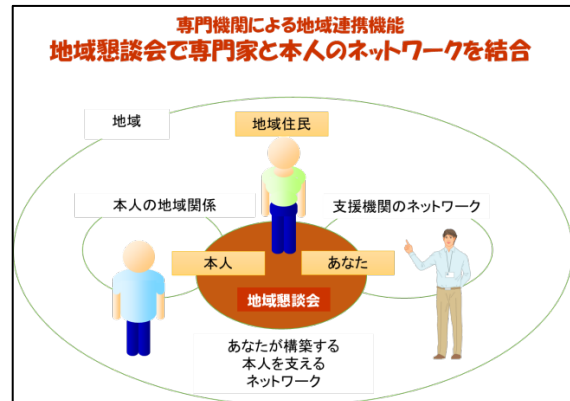 専門機関による地域連携機能
地域懇談会で専門家と本人のネットワークを結合
地域
地域住民
本人の地域関係
支援機関のネットワーク
本人
あなた
地域懇談会
あなたが構築する
本人を支える
ネットワーク